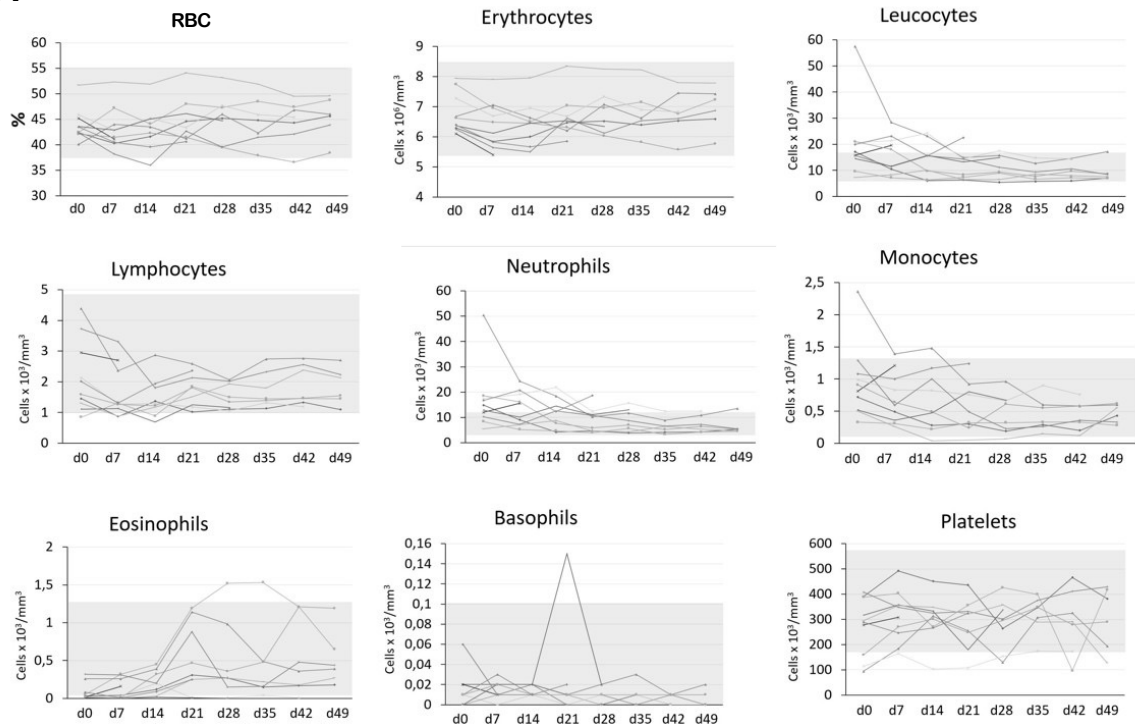 RBC
%
60
55
50
45
40
35
30
d0 d7 d14 d21 d28 d35 d42 d49
Erythrocytes
Cells x 10⁶/mm³
9
8
7
6
5
4
d0 d7 d14 d21 d28 d35 d42 d49
Leucocytes
Cells x 10³/mm³
60
50
40
30
20
10
0
d0 d7 d14 d21 d28 d35 d42 d49
Lymphocytes
Cells x 10³/mm³
5
4
3
2
1
0
d0 d7 d14 d21 d28 d35 d42 d49
Neutrophils
Cells x 10³/mm³
60
50
40
30
20
10
0
d0 d7 d14 d21 d28 d35 d42 d49
Monocytes
Cells x 10³/mm³
2,5
2
1,5
1
0,5
0
d0 d7 d14 d21 d28 d35 d42 d49
Eosinophils
Cells x 10³/mm³
2
1,5
1
0,5
0
d0 d7 d14 d21 d28 d35 d42 d49
Basophils
Cells x 10³/mm³
0,16
0,14
0,12
0,1
0,08
0,06
0,04
0,02
0
d0 d7 d14 d21 d28 d35 d42 d49
Platelets
Cells x 10³/mm³
600
500
400
300
200
100
0
d0 d7 d14 d21 d28 d35 d42 d49